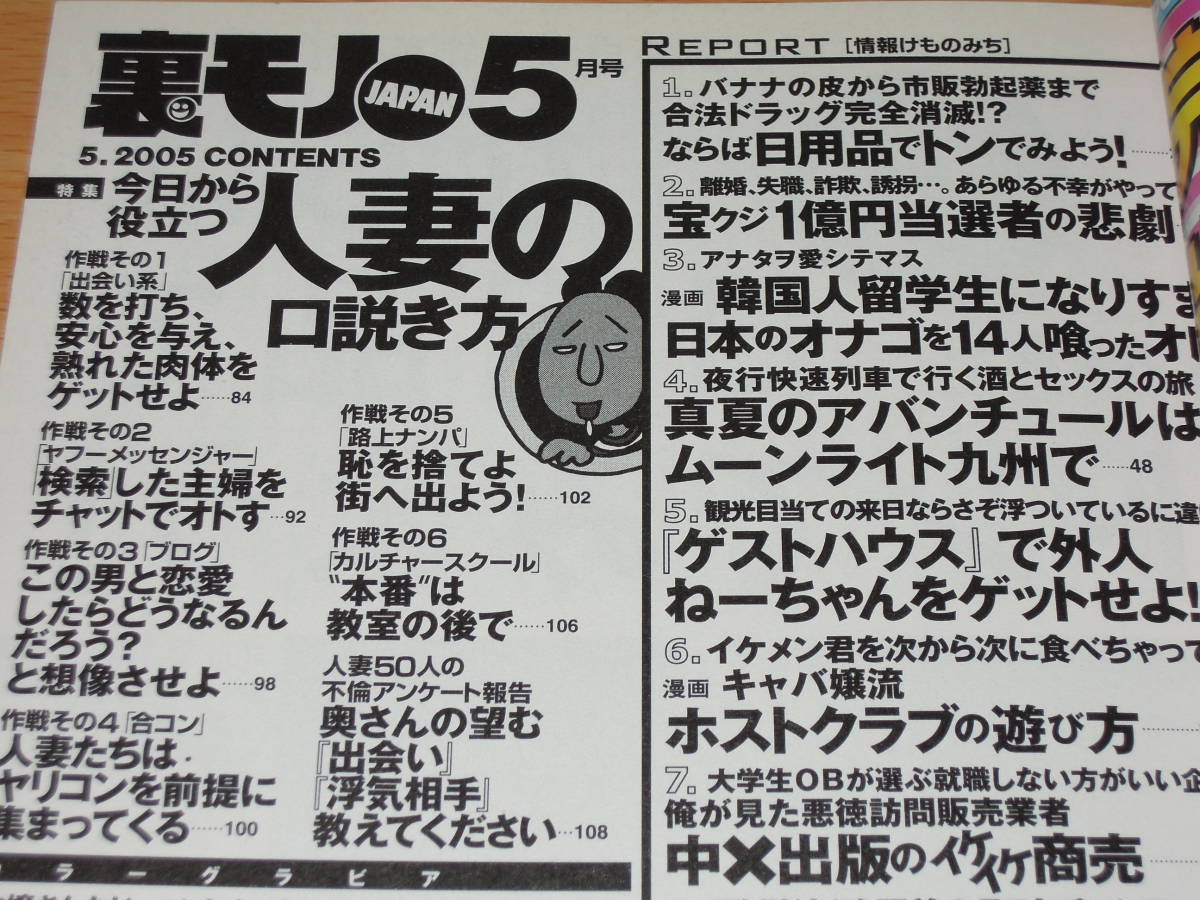 裏モノJAPAN 5月号
5. 2005 CONTENTS
特集 今日から
役立つ
人妻の
口説き方
作戦その1
「出会い系」
数を打ち、
安心を与え、
熟れた肉体を
ゲットせよ……84
作戦その2
「ヤフーメッセンジャー」
「検索」した主婦を
チャットでオトす…92
作戦その3「ブログ」
この男と恋愛
したらどうなるん
だろう?
と想像させよ……98
作戦その4「合コン」
人妻たちは
ヤリコンを前提に
集まってくる……100
作戦その5
「路上ナンパ」
恥を捨てよ
街へ出よう!……102
作戦その6
「カルチャースクール」
“本番”は
教室の後で……106
人妻50人の
不倫アンケート報告
奥さんの望む
『出会い』
『浮気相手』
教えてください…108
ラーグラビア
REPORT [情報けものみち]
1. バナナの皮から市販勃起薬まで
合法ドラッグ完全消滅!?
ならば日用品でトンでみよう!
2. 離婚、失職、詐欺、誘拐…。あらゆる不幸がやって
宝クジ1億円当選者の悲劇
3. アナタヲ愛シテマス
漫画 韓国人留学生になりすま
日本のオナゴを14人喰ったオレ
4. 夜行快速列車で行く酒とセックスの旅
真夏のアバンチュールは
ムーンライト九州で……48
5. 観光目当ての来日ならさぞ浮ついているに違
『ゲストハウス』で外人
ねーちゃんをゲットせよ!
6. イケメン君を次から次に食べちゃって
漫画 キャバ嬢流
ホストクラブの遊び方
7. 大学生OBが選ぶ就職しない方がいい企
俺が見た悪徳訪問販売業者
中×出版のイケイケ商売